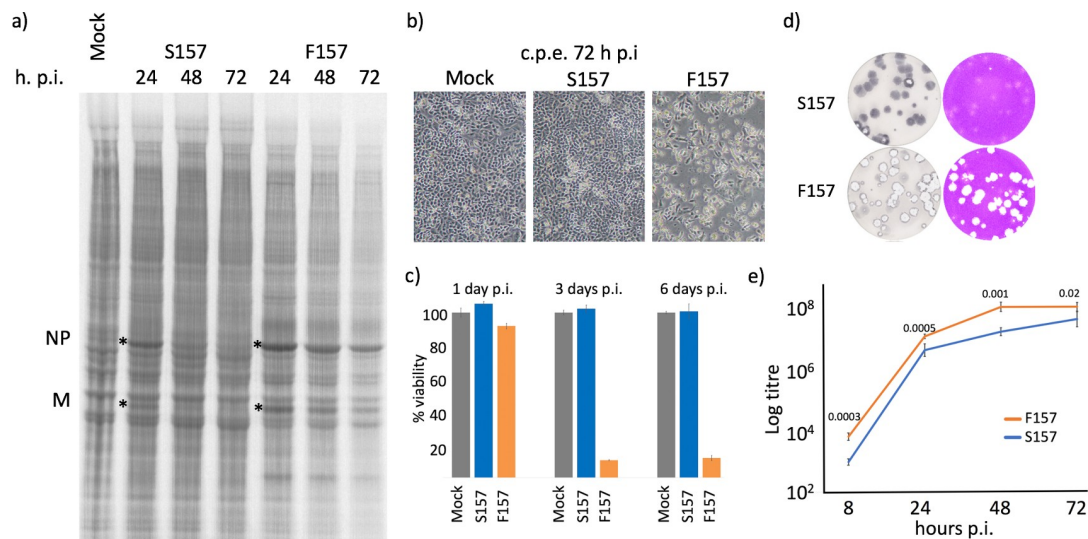 a)
Mock
S157
F157
h. p.i.
24
48
72
24
48
72
NP
*
*
M
*
*
b)
c.p.e. 72 h p.i
Mock
S157
F157
c)
1 day p.i.
3 days p.i.
6 days p.i.
% viability
100
80
60
40
20
Mock
S157
F157
Mock
S157
F157
Mock
S157
F157
d)
S157
F157
e)
Log titre
10⁸
10⁶
10⁴
10²
0.0003
0.0005
0.001
0.02
F157
S157
8
24
48
72
hours p.i.